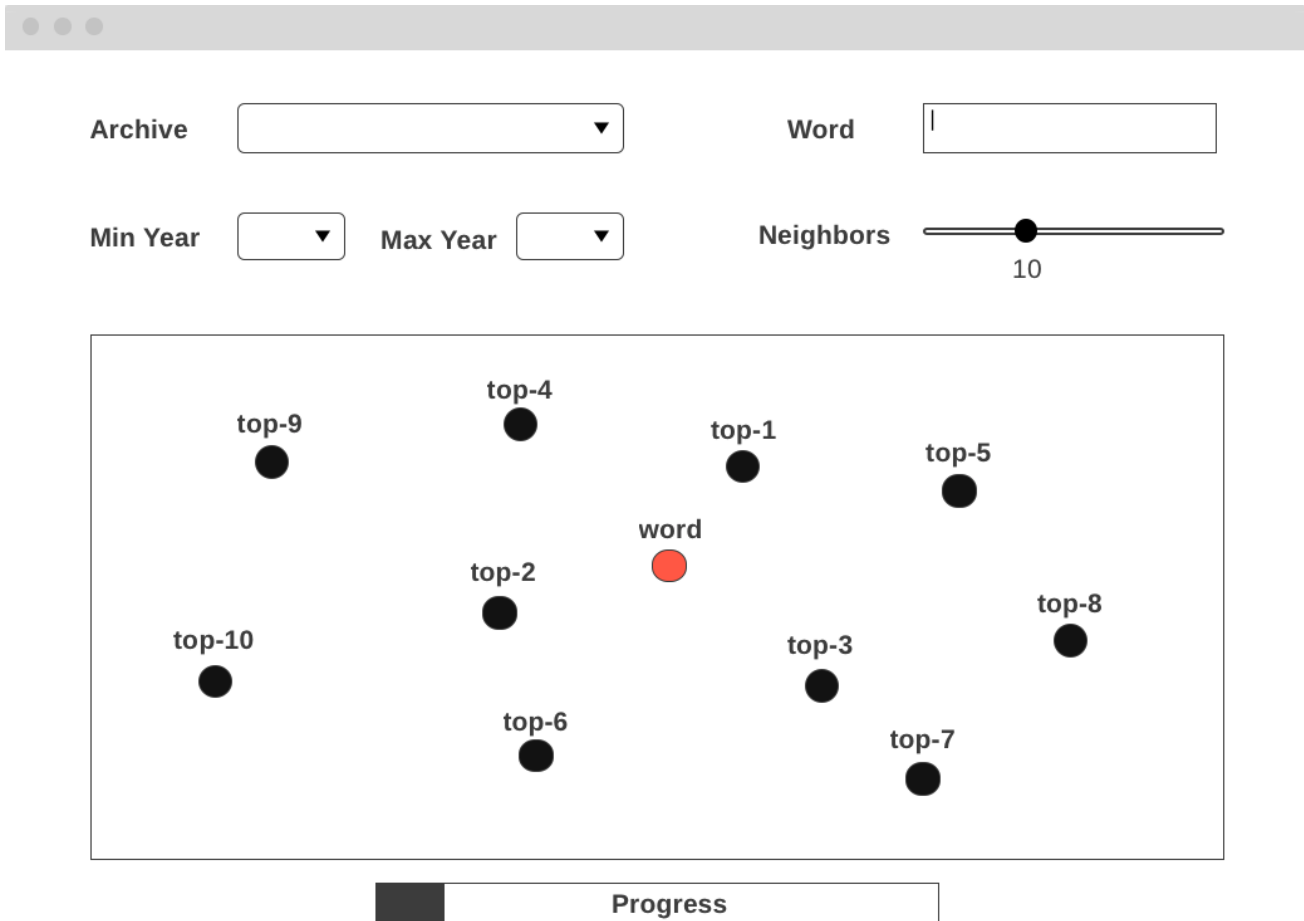 Archive
Word
Min Year
Max Year
Neighbors
10
top-4
top-9
top-1
top-5
word
top-2
top-8
top-10
top-3
top-6
top-7
Progress